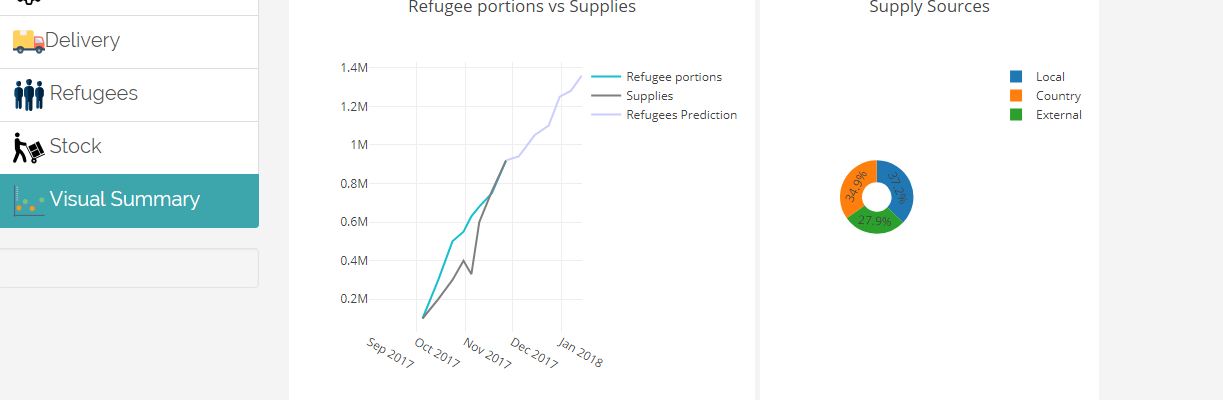 Delivery
Refugees
Stock
Visual Summary
Refugee portions vs Supplies
1.4M
1.2M
1M
0.8M
0.6M
0.4M
0.2M
Sep 2017
Oct 2017
Nov 2017
Dec 2017
Jan 2018
Refugee portions
Supplies
Refugees Prediction
Supply Sources
Local
Country
External
37.2%
34.9%
27.9%